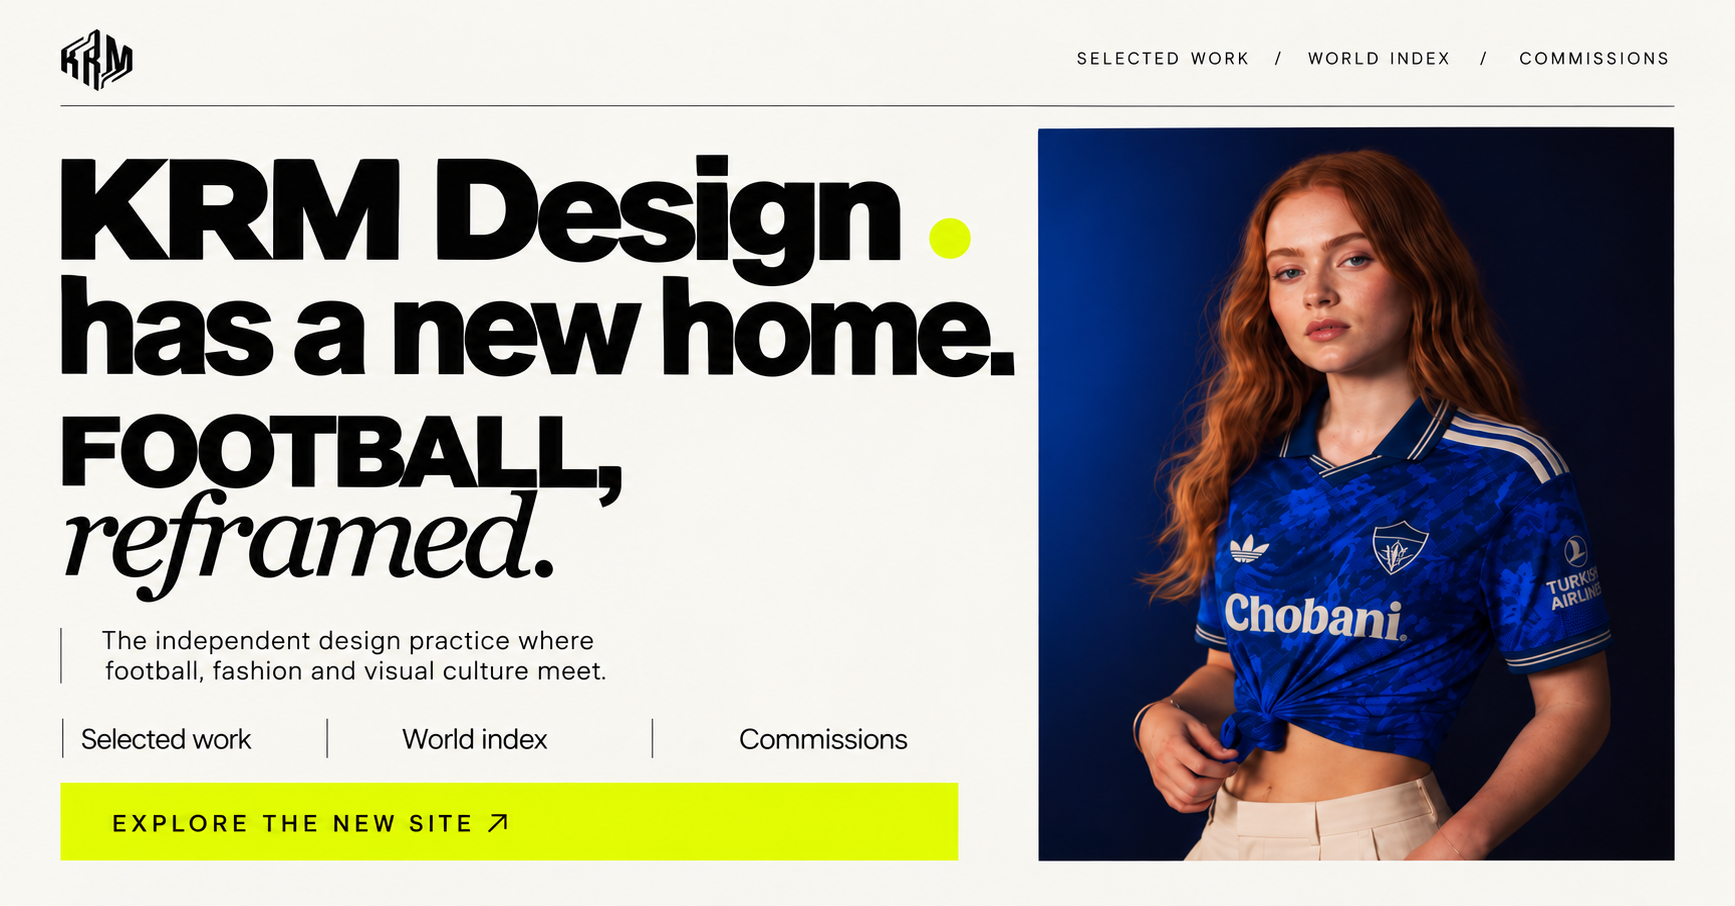 KRM
SELECTED WORK / WORLD INDEX / COMMISSIONS
KRM Design
has a new home.
FOOTBALL,
reframed.
The independent design practice where
football, fashion and visual culture meet.
Selected work | World index | Commissions
EXPLORE THE NEW SITE ↗
Chobani.
TURKISH
AIRLINES